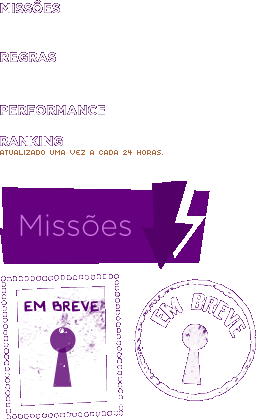 MISSÕES
REGRAS
PERFORMANCE
RANKING
ATUALIZADO UMA VEZ A CADA 24 HORAS.
Missões
EM BREVE
EM BREVE